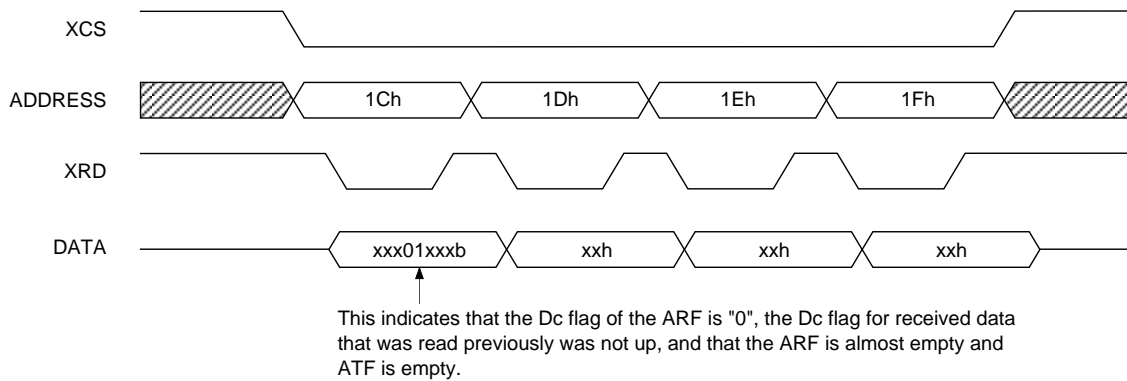 XCS
ADDRESS 1Ch 1Dh 1Eh 1Fh
XRD
DATA xxx01xxxb xxh xxh xxh
This indicates that the Dc flag of the ARF is "0", the Dc flag for received data
that was read previously was not up, and that the ARF is almost empty and
ATF is empty.